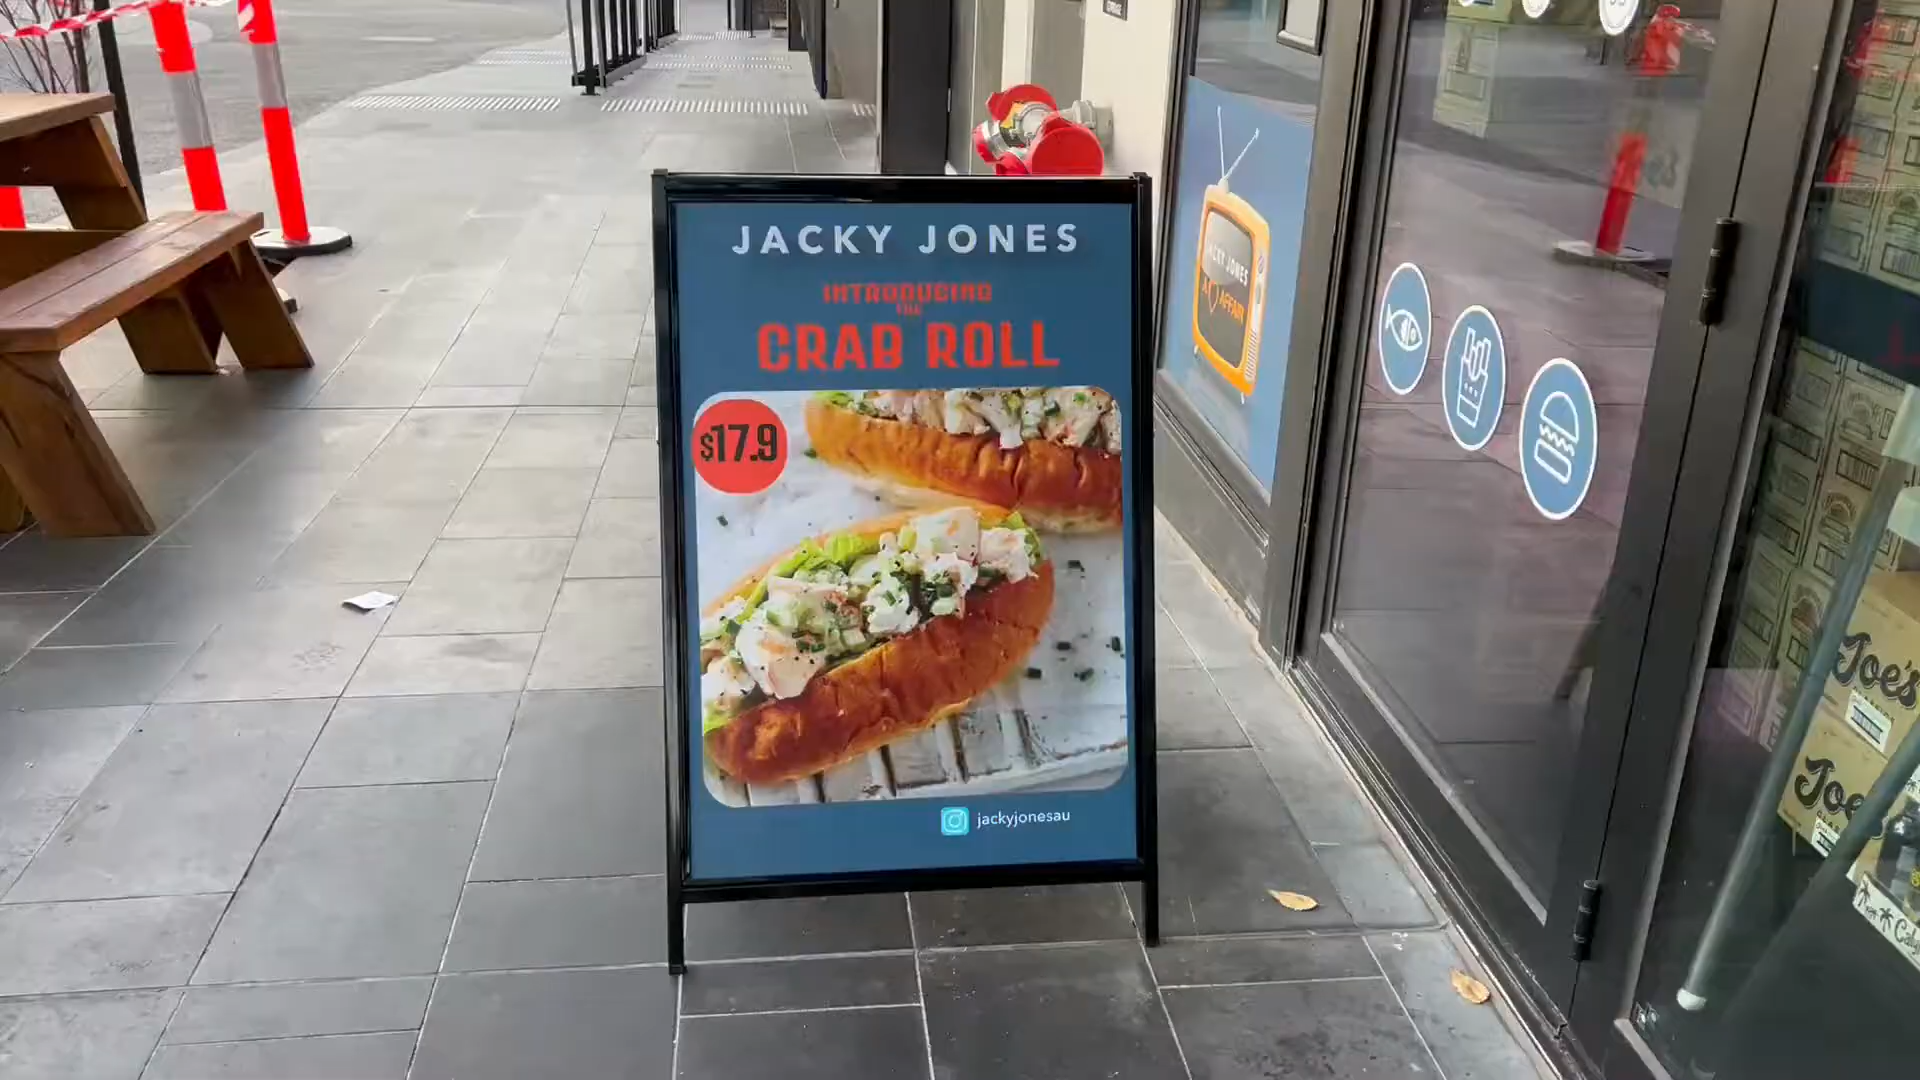 JACKY JONES
INTRODUCING
THE
CRAB ROLL
$17.9
jackyjonesau
JACKY JONES
AFFAIR
Joe's
Joe